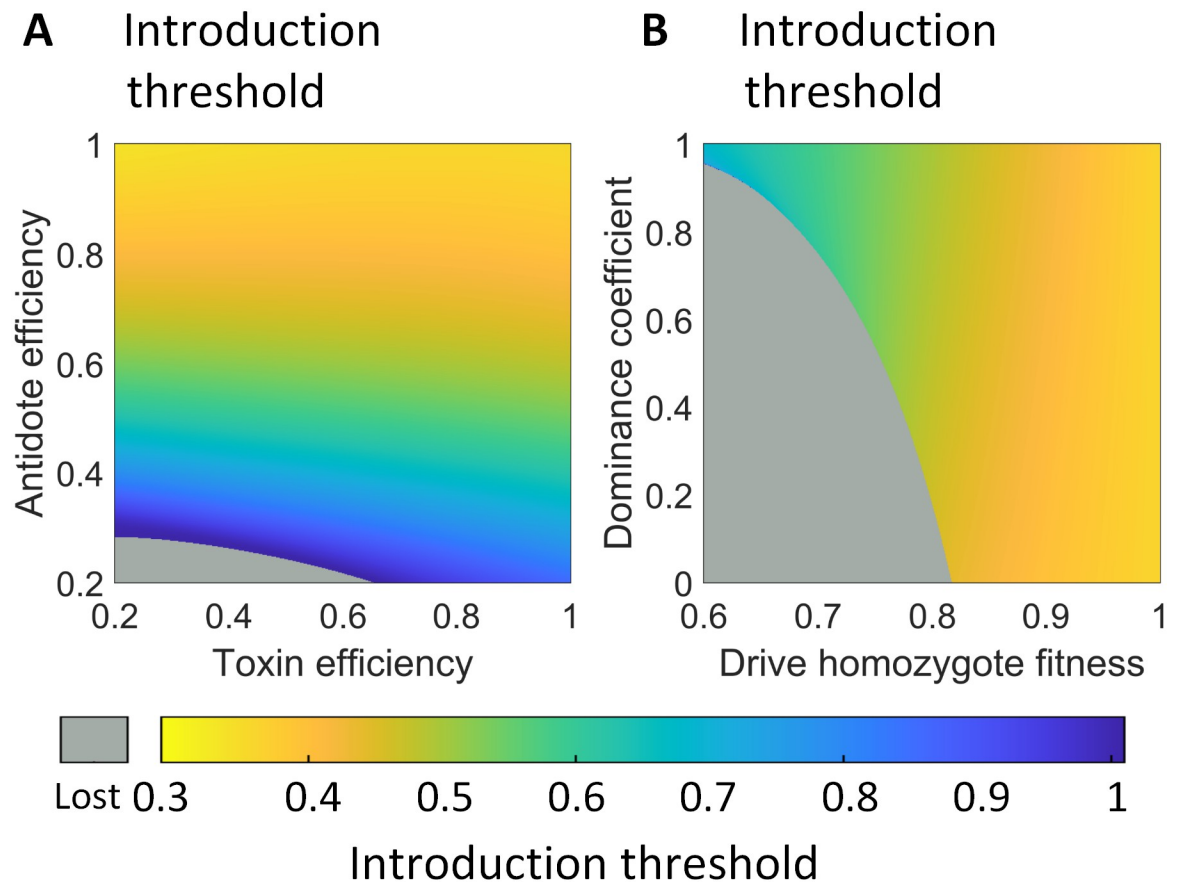 A Introduction threshold
B Introduction threshold
1
0.8
0.6
0.4
0.2
Antidote efficiency
0.2 0.4 0.6 0.8 1
Toxin efficiency
1
0.8
0.6
0.4
0.2
0
Dominance coefficient
0.6 0.7 0.8 0.9 1
Drive homozygote fitness
Lost 0.3 0.4 0.5 0.6 0.7 0.8 0.9 1
Introduction threshold